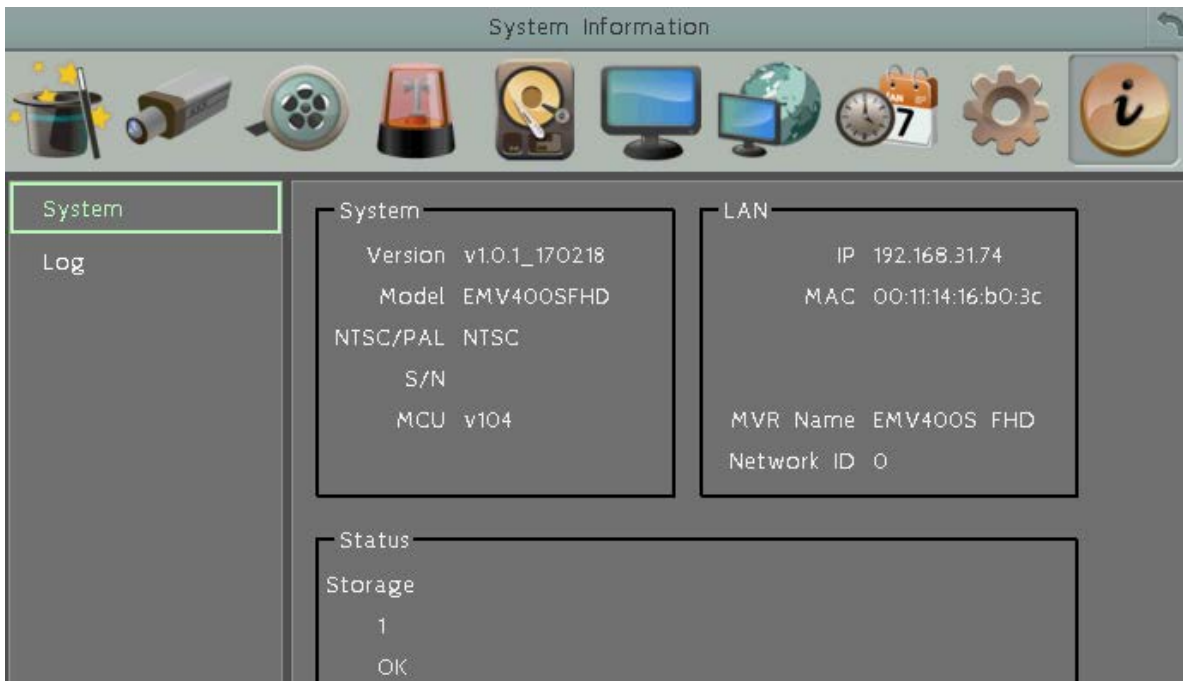 System Information
JAN
7
i
System
Log
System
Version v1.0.1_170218
Model EMV400SFHD
NTSC/PAL NTSC
S/N
MCU v104
LAN
IP 192.168.31.74
MAC 00:11:14:16:b0:3c
MVR Name EMV400S FHD
Network ID 0
Status
Storage
1
OK